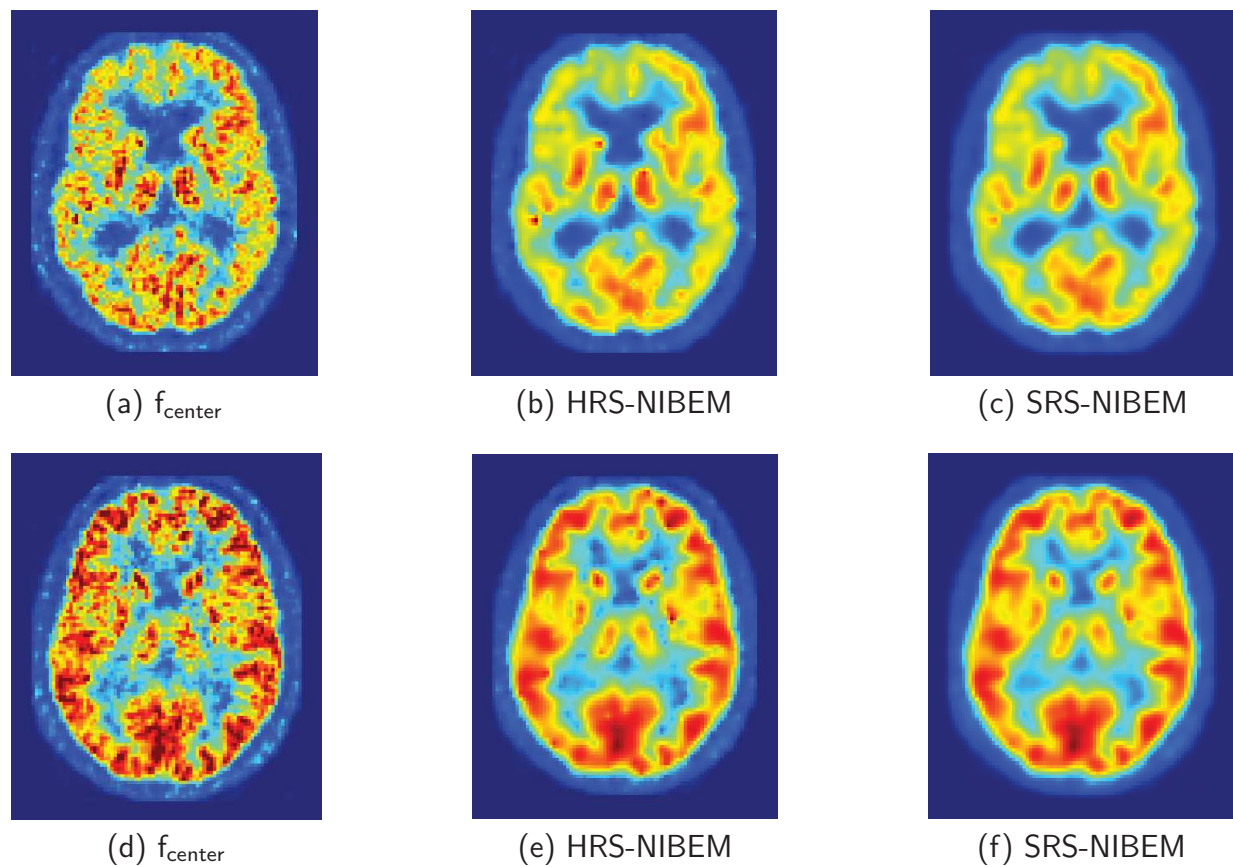 (a) f_center
(b) HRS-NIBEM
(c) SRS-NIBEM
(d) f_center
(e) HRS-NIBEM
(f) SRS-NIBEM